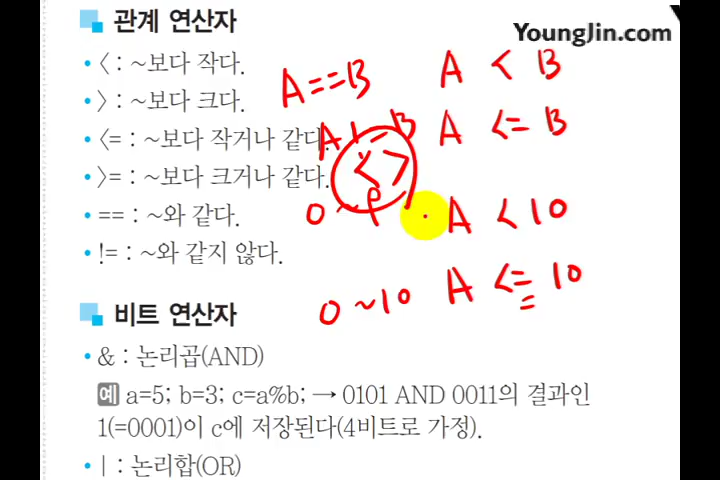 관계 연산자
YoungJin.com
• < : ~보다 작다.
• > : ~보다 크다.
• <= : ~보다 작거나 같다.
• >= : ~보다 크거나 같다.
• == : ~와 같다.
• != : ~와 같지 않다.
A==B
A != B
< >
0 ~ 9
0 ~10
A < B
A <= B
A < 10
A <= 10
비트 연산자
• & : 논리곱(AND)
예 a=5; b=3; c=a%b; → 0101 AND 0011의 결과인
1(=0001)이 c에 저장된다(4비트로 가정).
• | : 논리합(OR)